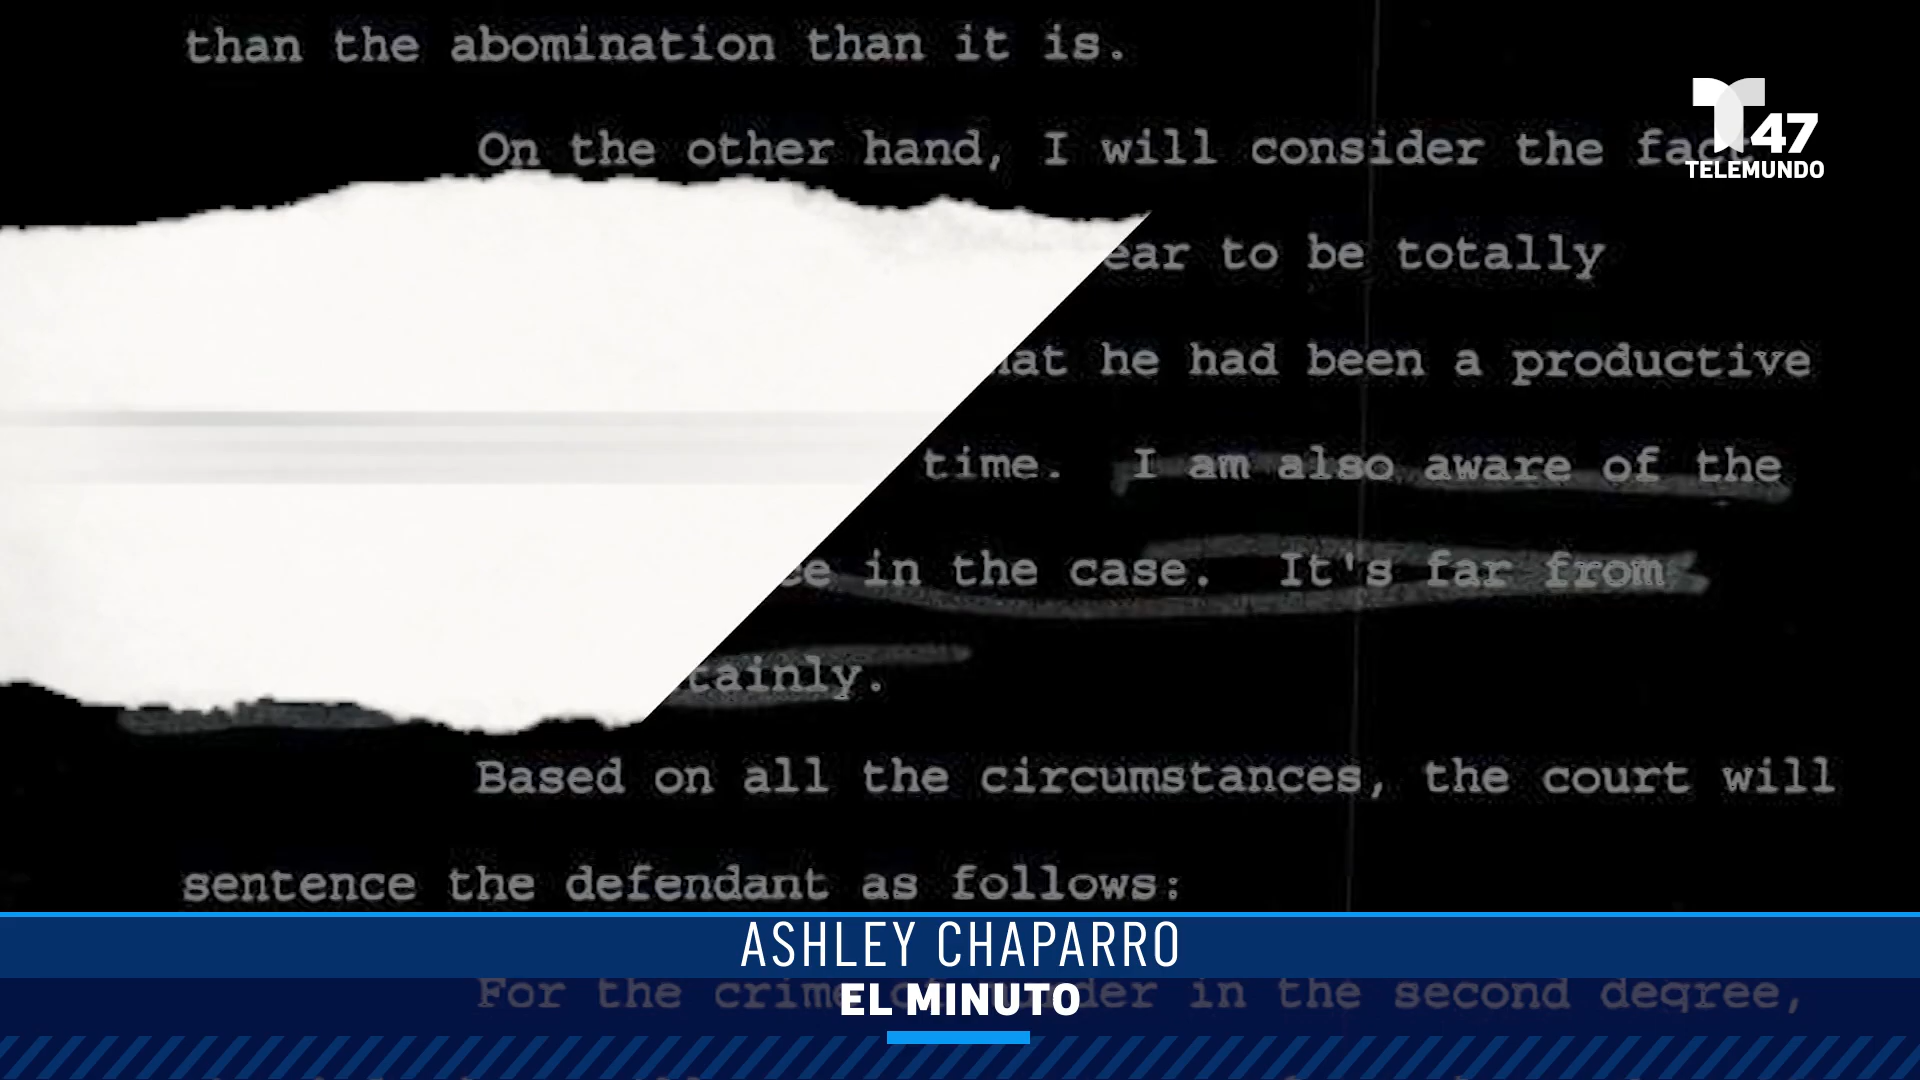 than the abomination than it is.
On the other hand, I will consider the fact
47
TELEMUNDO
ear to be totally
at he had been a productive
time. I am also aware of the
in the case. It's far from
tainly.
Based on all the circumstances, the court will
sentence the defendant as follows:
ASHLEY CHAPARRO
For the crime of murder in the second degree,
EL MINUTO